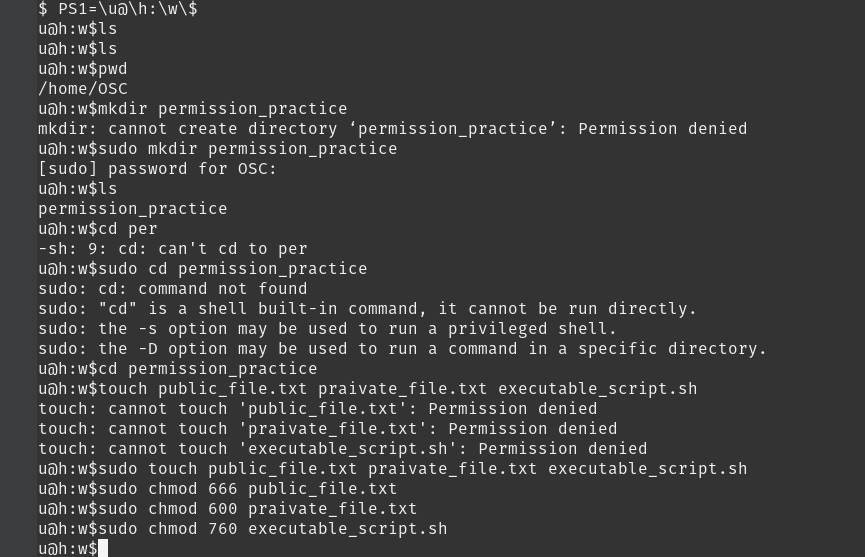 $ PS1=\u@\h:\w\$
u@h:w$ls
u@h:w$ls
u@h:w$pwd
/home/OSC
u@h:w$mkdir permission_practice
mkdir: cannot create directory ‘permission_practice’: Permission denied
u@h:w$sudo mkdir permission_practice
[sudo] password for OSC:
u@h:w$ls
permission_practice
u@h:w$cd per
-sh: 9: cd: can't cd to per
u@h:w$sudo cd permission_practice
sudo: cd: command not found
sudo: "cd" is a shell built-in command, it cannot be run directly.
sudo: the -s option may be used to run a privileged shell.
sudo: the -D option may be used to run a command in a specific directory.
u@h:w$cd permission_practice
u@h:w$touch public_file.txt praivate_file.txt executable_script.sh
touch: cannot touch 'public_file.txt': Permission denied
touch: cannot touch 'praivate_file.txt': Permission denied
touch: cannot touch 'executable_script.sh': Permission denied
u@h:w$sudo touch public_file.txt praivate_file.txt executable_script.sh
u@h:w$sudo chmod 666 public_file.txt
u@h:w$sudo chmod 600 praivate_file.txt
u@h:w$sudo chmod 760 executable_script.sh
u@h:w$